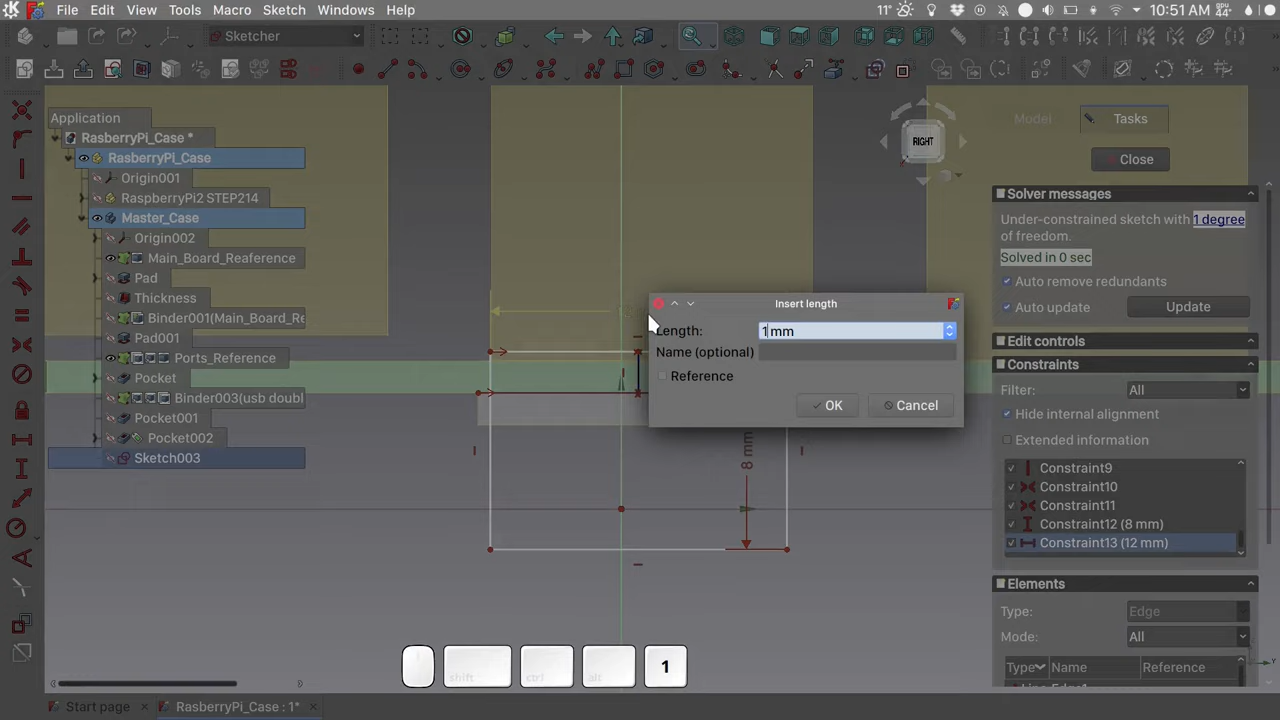 File Edit View Tools Macro Sketch Windows Help
11° 10:51 AM GPU 44°
Sketcher
Application
RasberryPi_Case *
RasberryPi_Case
Origin001
RaspberryPi2 STEP214
Master_Case
Origin002
Main_Board_Reaference
Pad
Thickness
Binder001(Main_Board_Re
Pad001
Ports_Reference
Pocket
Binder003(usb doubl
Pocket001
Pocket002
Sketch003
RIGHT
Model Tasks
Close
Solver messages
Under-constrained sketch with 1 degree
of freedom.
Solved in 0 sec
Auto remove redundants
Auto update Update
Edit controls
Constraints
Filter: All
Hide internal alignment
Extended information
Constraint9
Constraint10
Constraint11
Constraint12 (8 mm)
Constraint13 (12 mm)
Elements
Type: Edge
Mode: All
Type Name Reference
Insert length
Length: 1 mm
Name (optional)
Reference
OK Cancel
8 mm
shift ctrl alt 1
Start page RasberryPi_Case : 1*